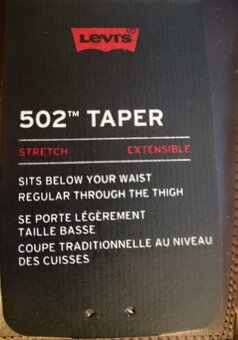 LEVI'S
502™ TAPER
STRETCH EXTENSIBLE
SITS BELOW YOUR WAIST
REGULAR THROUGH THE THIGH
SE PORTE LÉGÈREMENT
TAILLE BASSE
COUPE TRADITIONNELLE AU NIVEAU
DES CUISSES